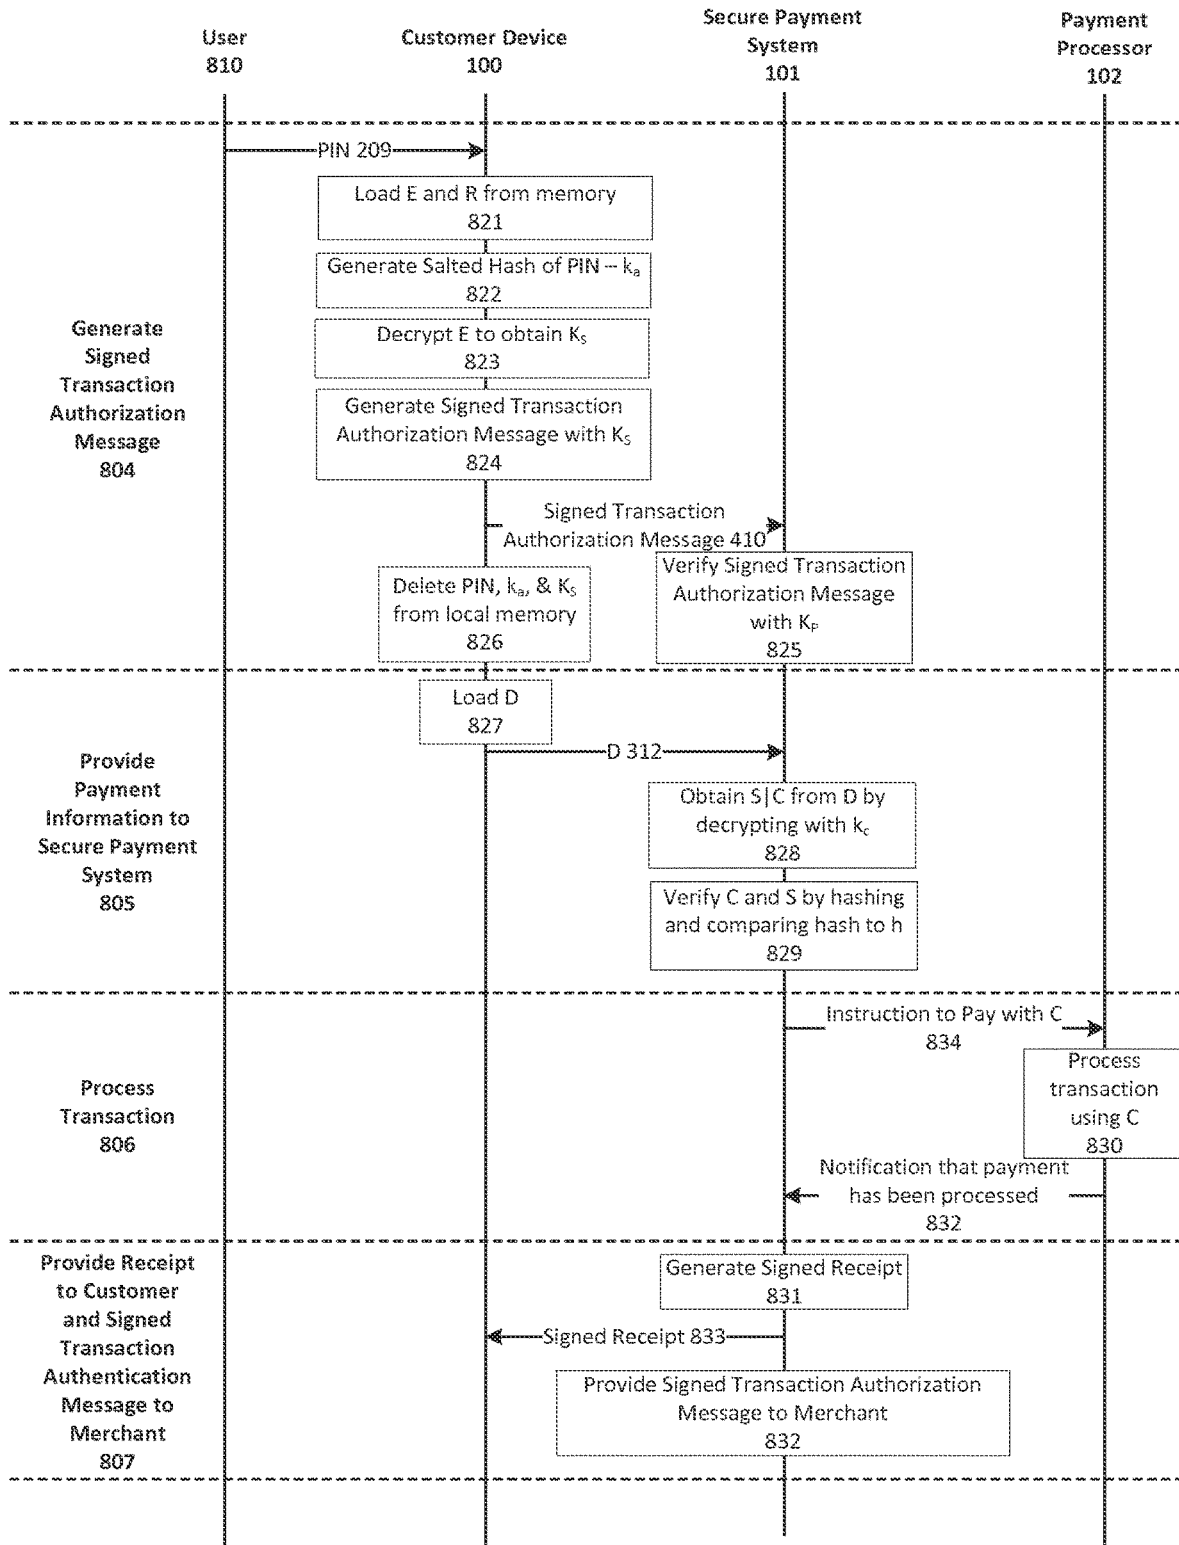 User
810
Customer Device
100
Secure Payment
System
101
Payment
Processor
102
Generate
Signed
Transaction
Authorization
Message
804
PIN 209
Load E and R from memory
821
Generate Salted Hash of PIN – kₐ
822
Decrypt E to obtain Kₛ
823
Generate Signed Transaction
Authorization Message with Kₛ
824
Signed Transaction
Authorization Message 410
Delete PIN, kₐ, & Kₛ
from local memory
826
Verify Signed Transaction
Authorization Message
with Kₚ
825
Provide
Payment
Information to
Secure Payment
System
805
Load D
827
D 312
Obtain S|C from D by
decrypting with k_c
828
Verify C and S by hashing
and comparing hash to h
829
Process
Transaction
806
Instruction to Pay with C
834
Process
transaction
using C
830
Notification that payment
has been processed
832
Provide Receipt
to Customer
and Signed
Transaction
Authentication
Message to
Merchant
807
Generate Signed Receipt
831
Signed Receipt 833
Provide Signed Transaction Authorization
Message to Merchant
832